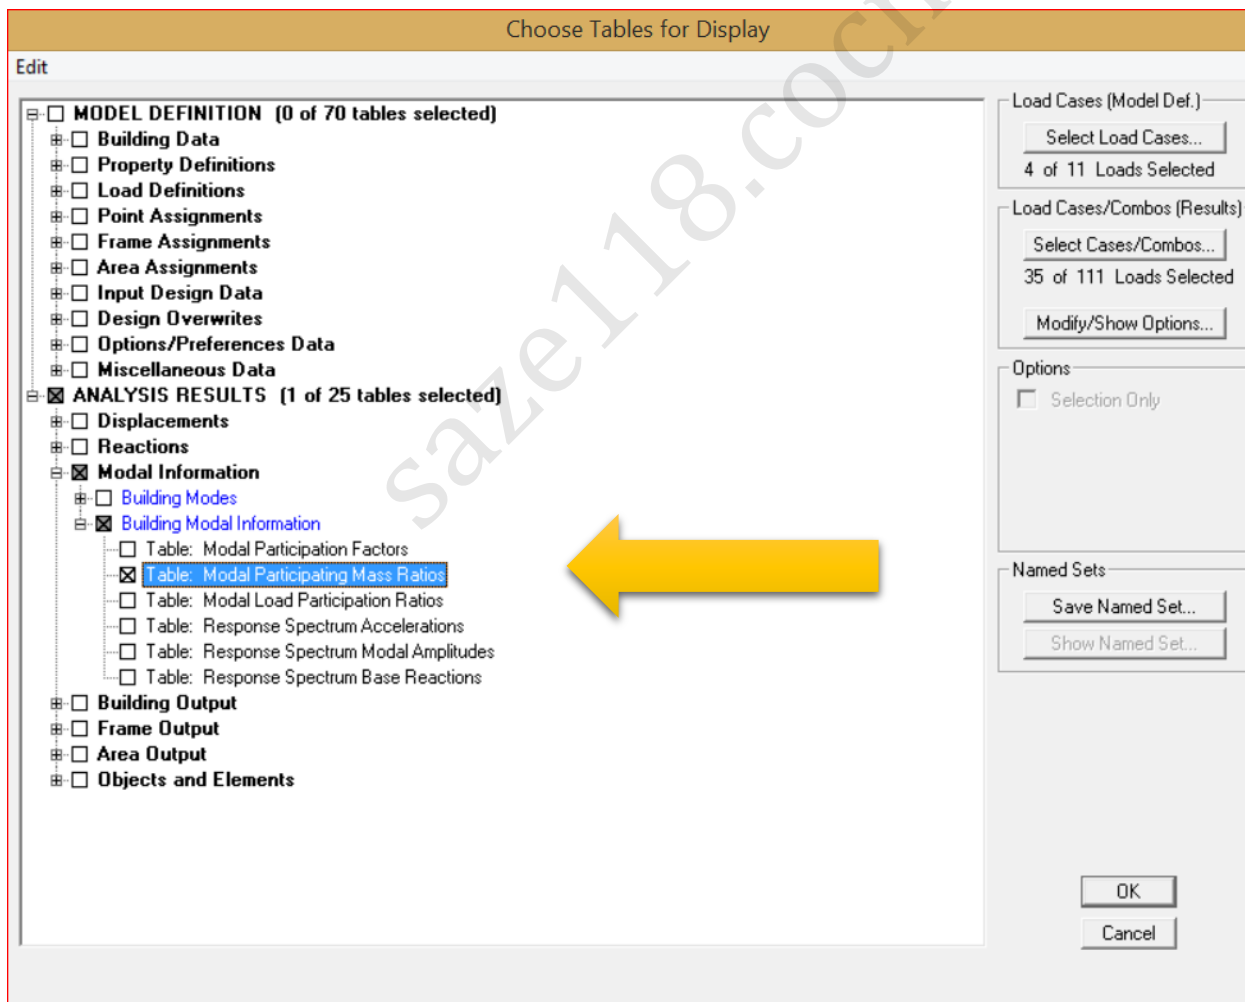 Choose Tables for Display
Edit
MODEL DEFINITION (0 of 70 tables selected)
Building Data
Property Definitions
Load Definitions
Point Assignments
Frame Assignments
Area Assignments
Input Design Data
Design Overwrites
Options/Preferences Data
Miscellaneous Data
ANALYSIS RESULTS (1 of 25 tables selected)
Displacements
Reactions
Modal Information
Building Modes
Building Modal Information
Table: Modal Participation Factors
Table: Modal Participating Mass Ratios
Table: Modal Load Participation Ratios
Table: Response Spectrum Accelerations
Table: Response Spectrum Modal Amplitudes
Table: Response Spectrum Base Reactions
Building Output
Frame Output
Area Output
Objects and Elements
Load Cases (Model Def.)
Select Load Cases...
4 of 11 Loads Selected
Load Cases/Combos (Results)
Select Cases/Combos...
35 of 111 Loads Selected
Modify/Show Options...
Options
Selection Only
Named Sets
Save Named Set...
Show Named Set...
OK
Cancel